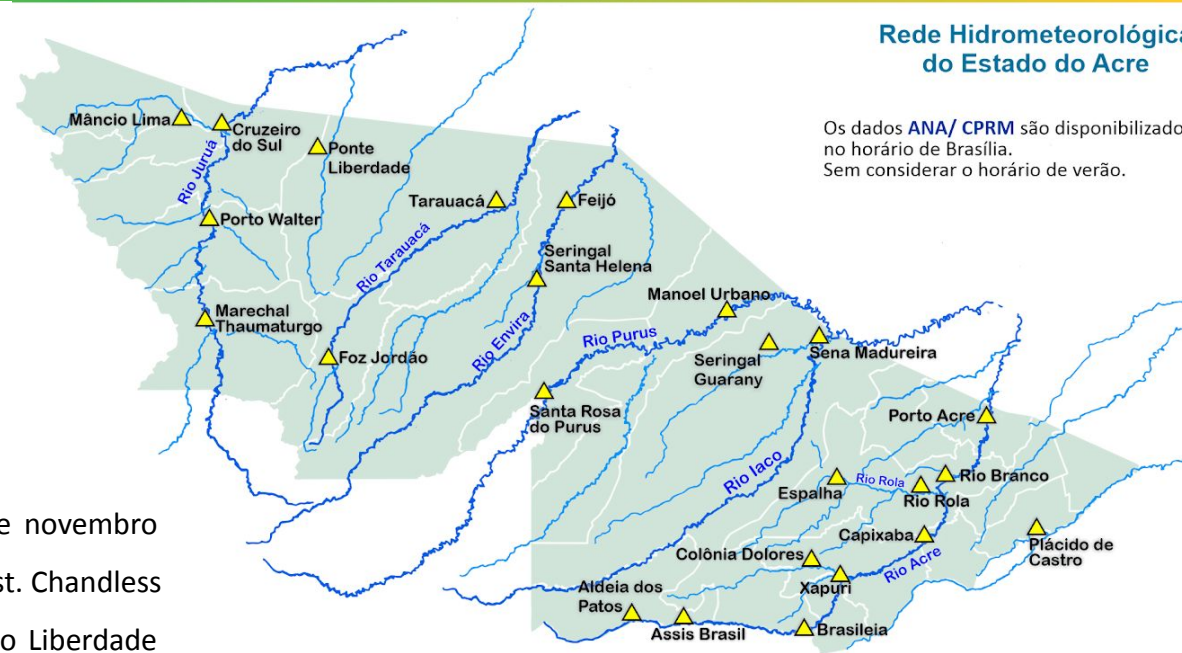 Rede Hidrometeorológica
do Estado do Acre
Os dados ANA/ CPRM são
no horário de Brasília.
Sem considerar o horário de verão.
Mâncio Lima
Cruzeiro
do Sul
Ponte
Liberdade
Rio Juruá
Tarauacá
Feijó
Porto Walter
Rio Tarauacá
Seringal
Santa Helena
Manoel Urbano
Marechal
Thaumaturgo
Foz Jordão
Rio Envira
Rio Purus
Seringal
Guarany
Sena Madureira
Santa Rosa
do Purus
Porto Acre
Rio Iaco
Espalha
Rio Rola
Rio Rola
Rio Branco
Capixaba
Plácido de
Castro
Colônia Dolores
Rio Acre
Xapuri
Aldeia dos
Patos
Assis Brasil
Brasileia
novembro
Chandless
Liberdade